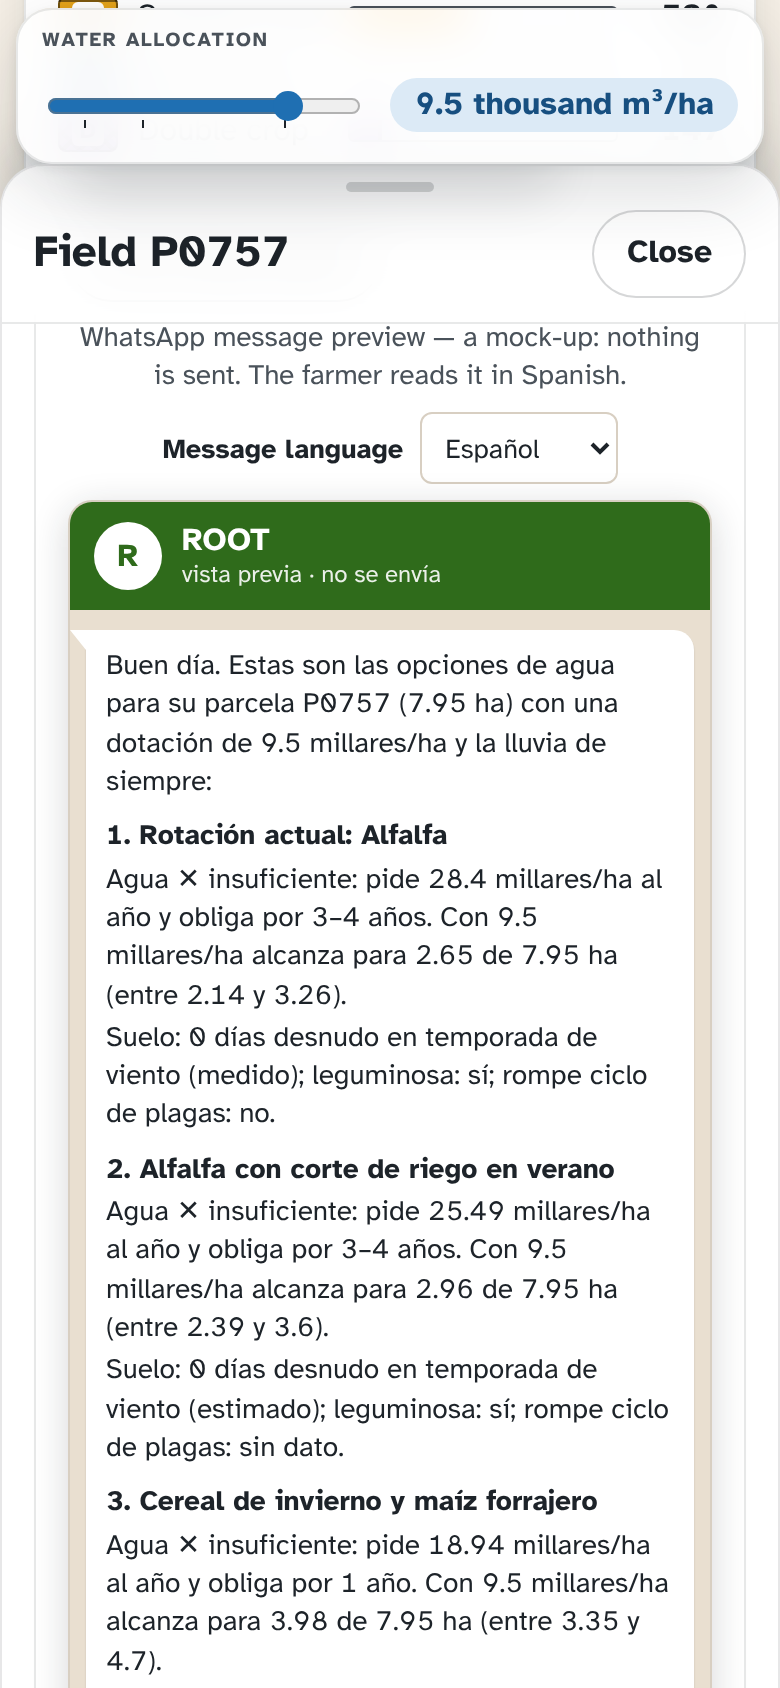 WATER ALLOCATION
9.5 thousand m³/ha
Field P0757
Close
WhatsApp message preview — a mock-up: nothing
is sent. The farmer reads it in Spanish.
Message language
Español
R
ROOT
vista previa · no se envía
Buen día. Estas son las opciones de agua
para su parcela P0757 (7.95 ha) con una
dotación de 9.5 millares/ha y la lluvia de
siempre:
1. Rotación actual: Alfalfa
Agua ✕ insuficiente: pide 28.4 millares/ha al
año y obliga por 3–4 años. Con 9.5
millares/ha alcanza para 2.65 de 7.95 ha
(entre 2.14 y 3.26).
Suelo: 0 días desnudo en temporada de
viento (medido); leguminosa: sí; rompe ciclo
de plagas: no.
2. Alfalfa con corte de riego en verano
Agua ✕ insuficiente: pide 25.49 millares/ha
al año y obliga por 3–4 años. Con 9.5
millares/ha alcanza para 2.96 de 7.95 ha
(entre 2.39 y 3.6).
Suelo: 0 días desnudo en temporada de
viento (estimado); leguminosa: sí; rompe ciclo
de plagas: sin dato.
3. Cereal de invierno y maíz forrajero
Agua ✕ insuficiente: pide 18.94 millares/ha
al año y obliga por 1 año. Con 9.5 millares/ha
alcanza para 3.98 de 7.95 ha (entre 3.35 y
4.7).